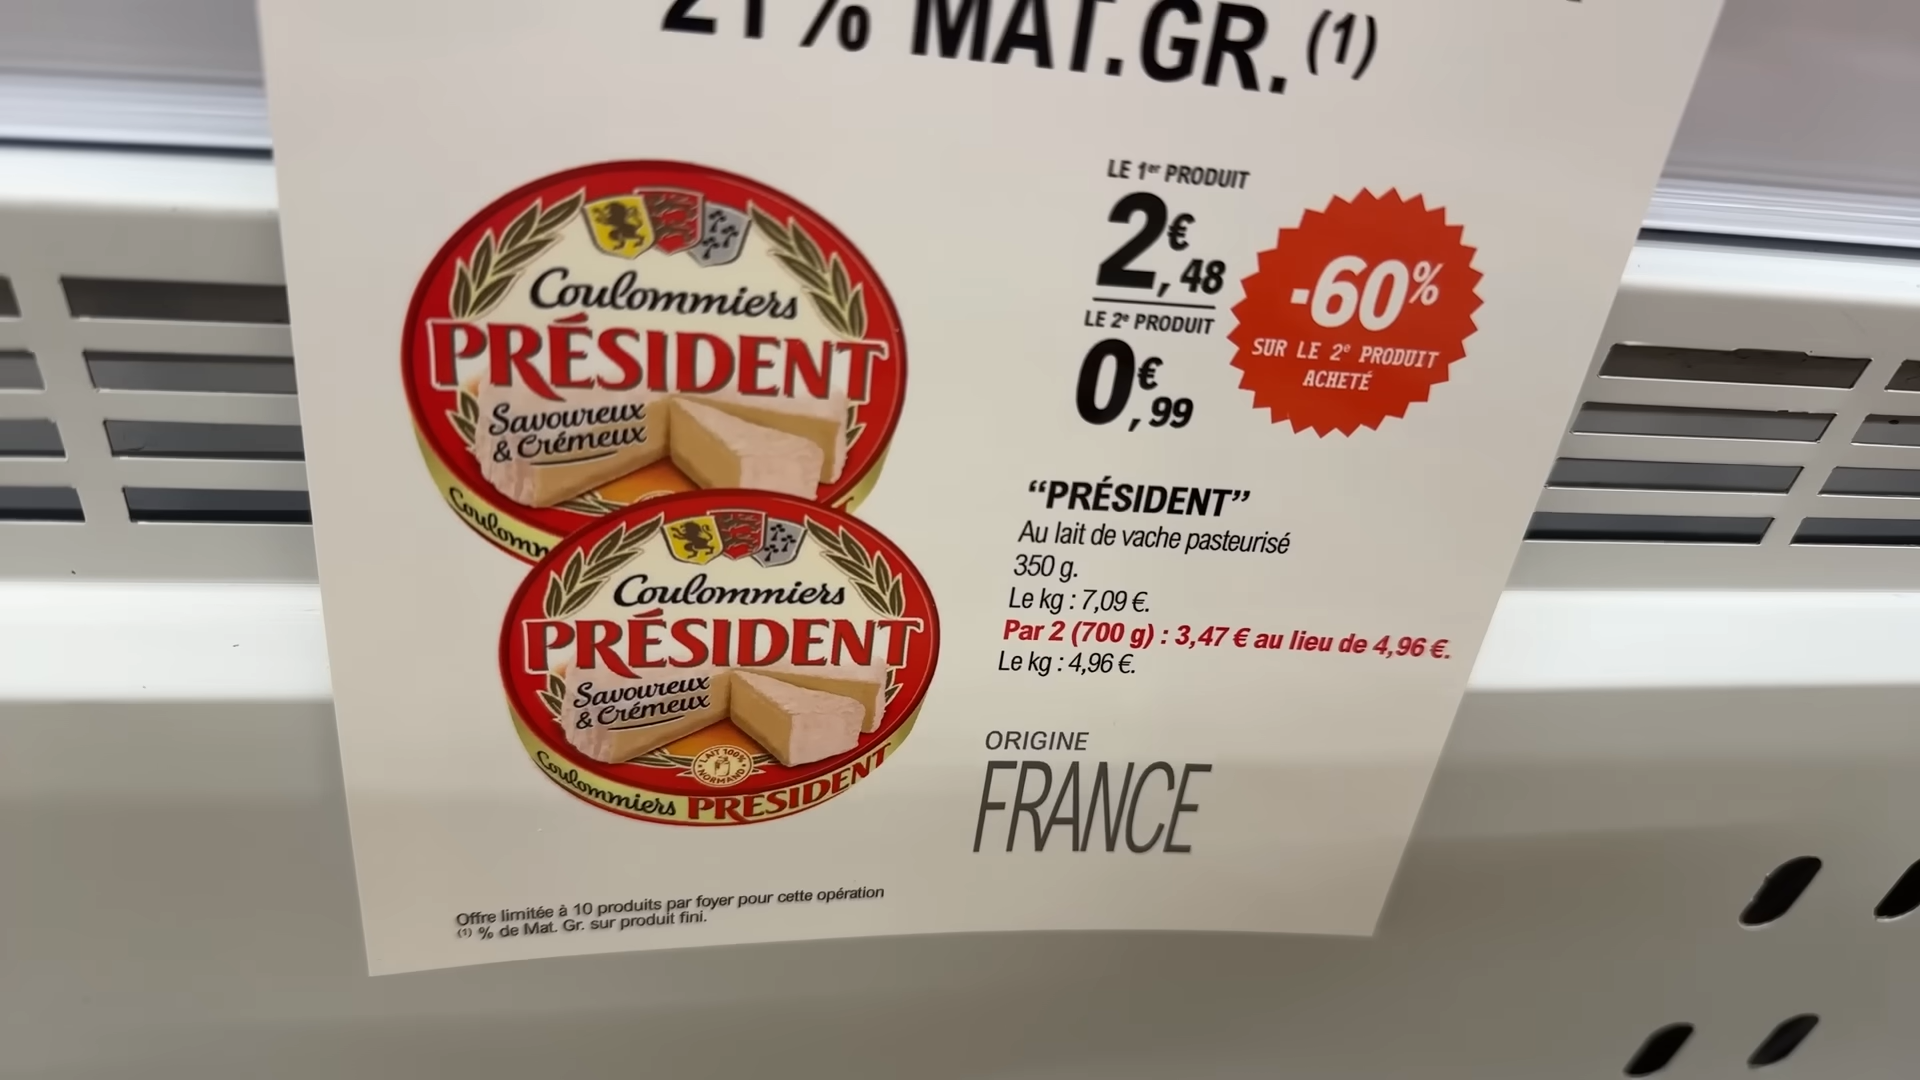 21% MAT.GR. (1)
LE 1er PRODUIT
2€,48
LE 2e PRODUIT
0€,99
-60%
SUR LE 2e PRODUIT
ACHETÉ
Coulommiers
PRÉSIDENT
Savoureux
& Crémeux
Coulomm
Coulommiers
PRÉSIDENT
Savoureux
& Crémeux
LAIT 100%
NORMAND
Coulommiers PRÉSIDENT
“PRÉSIDENT”
Au lait de vache pasteurisé
350 g.
Le kg : 7,09 €.
Par 2 (700 g) : 3,47 € au lieu de 4,96 €.
Le kg : 4,96 €.
ORIGINE
FRANCE
Offre limitée à 10 produits par foyer pour cette opération
(1) % de Mat. Gr. sur produit fini.